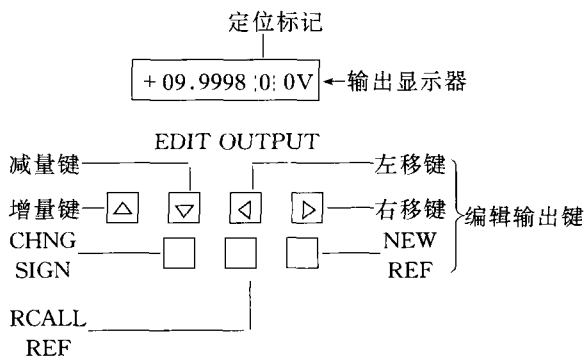 定位标记
+09.9998 0 0V
输出显示器
EDIT OUTPUT
减量键
左移键
增量键
右移键
编辑输出键
CHNG
SIGN
NEW
REF
RCALL
REF